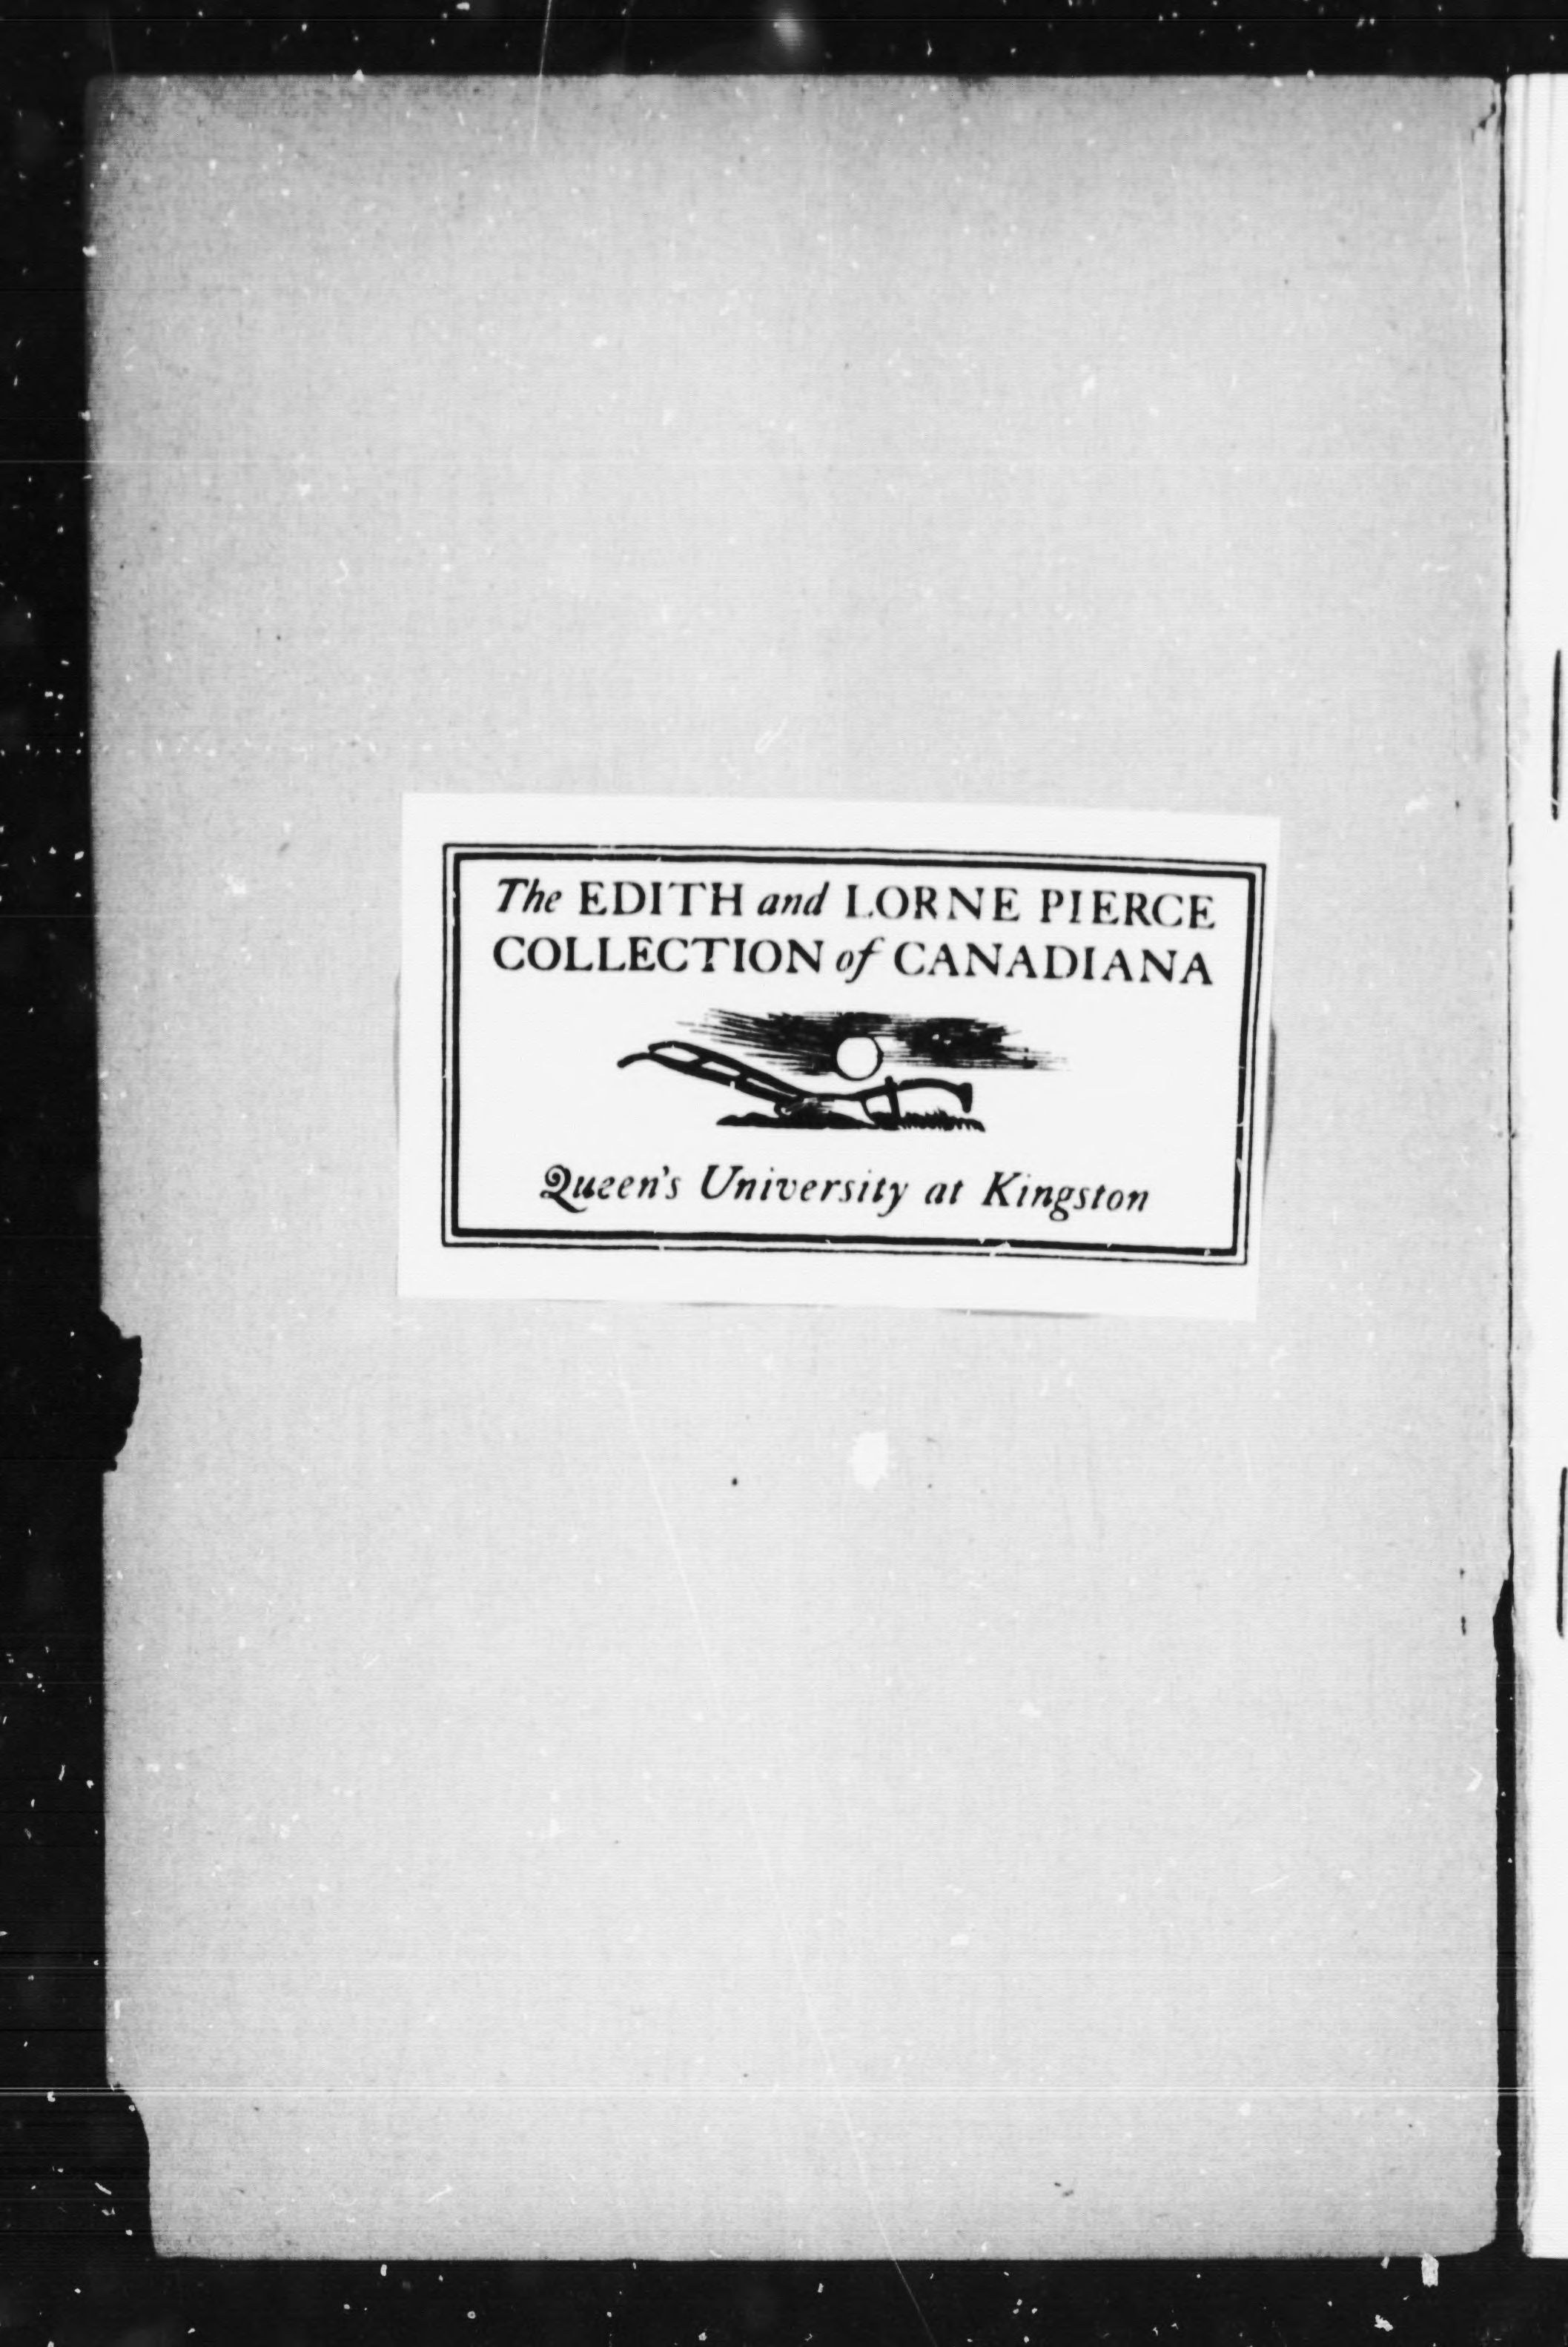 The EDITH and LORNE PIERCE
COLLECTION of CANADIANA
Queen's University at Kingston